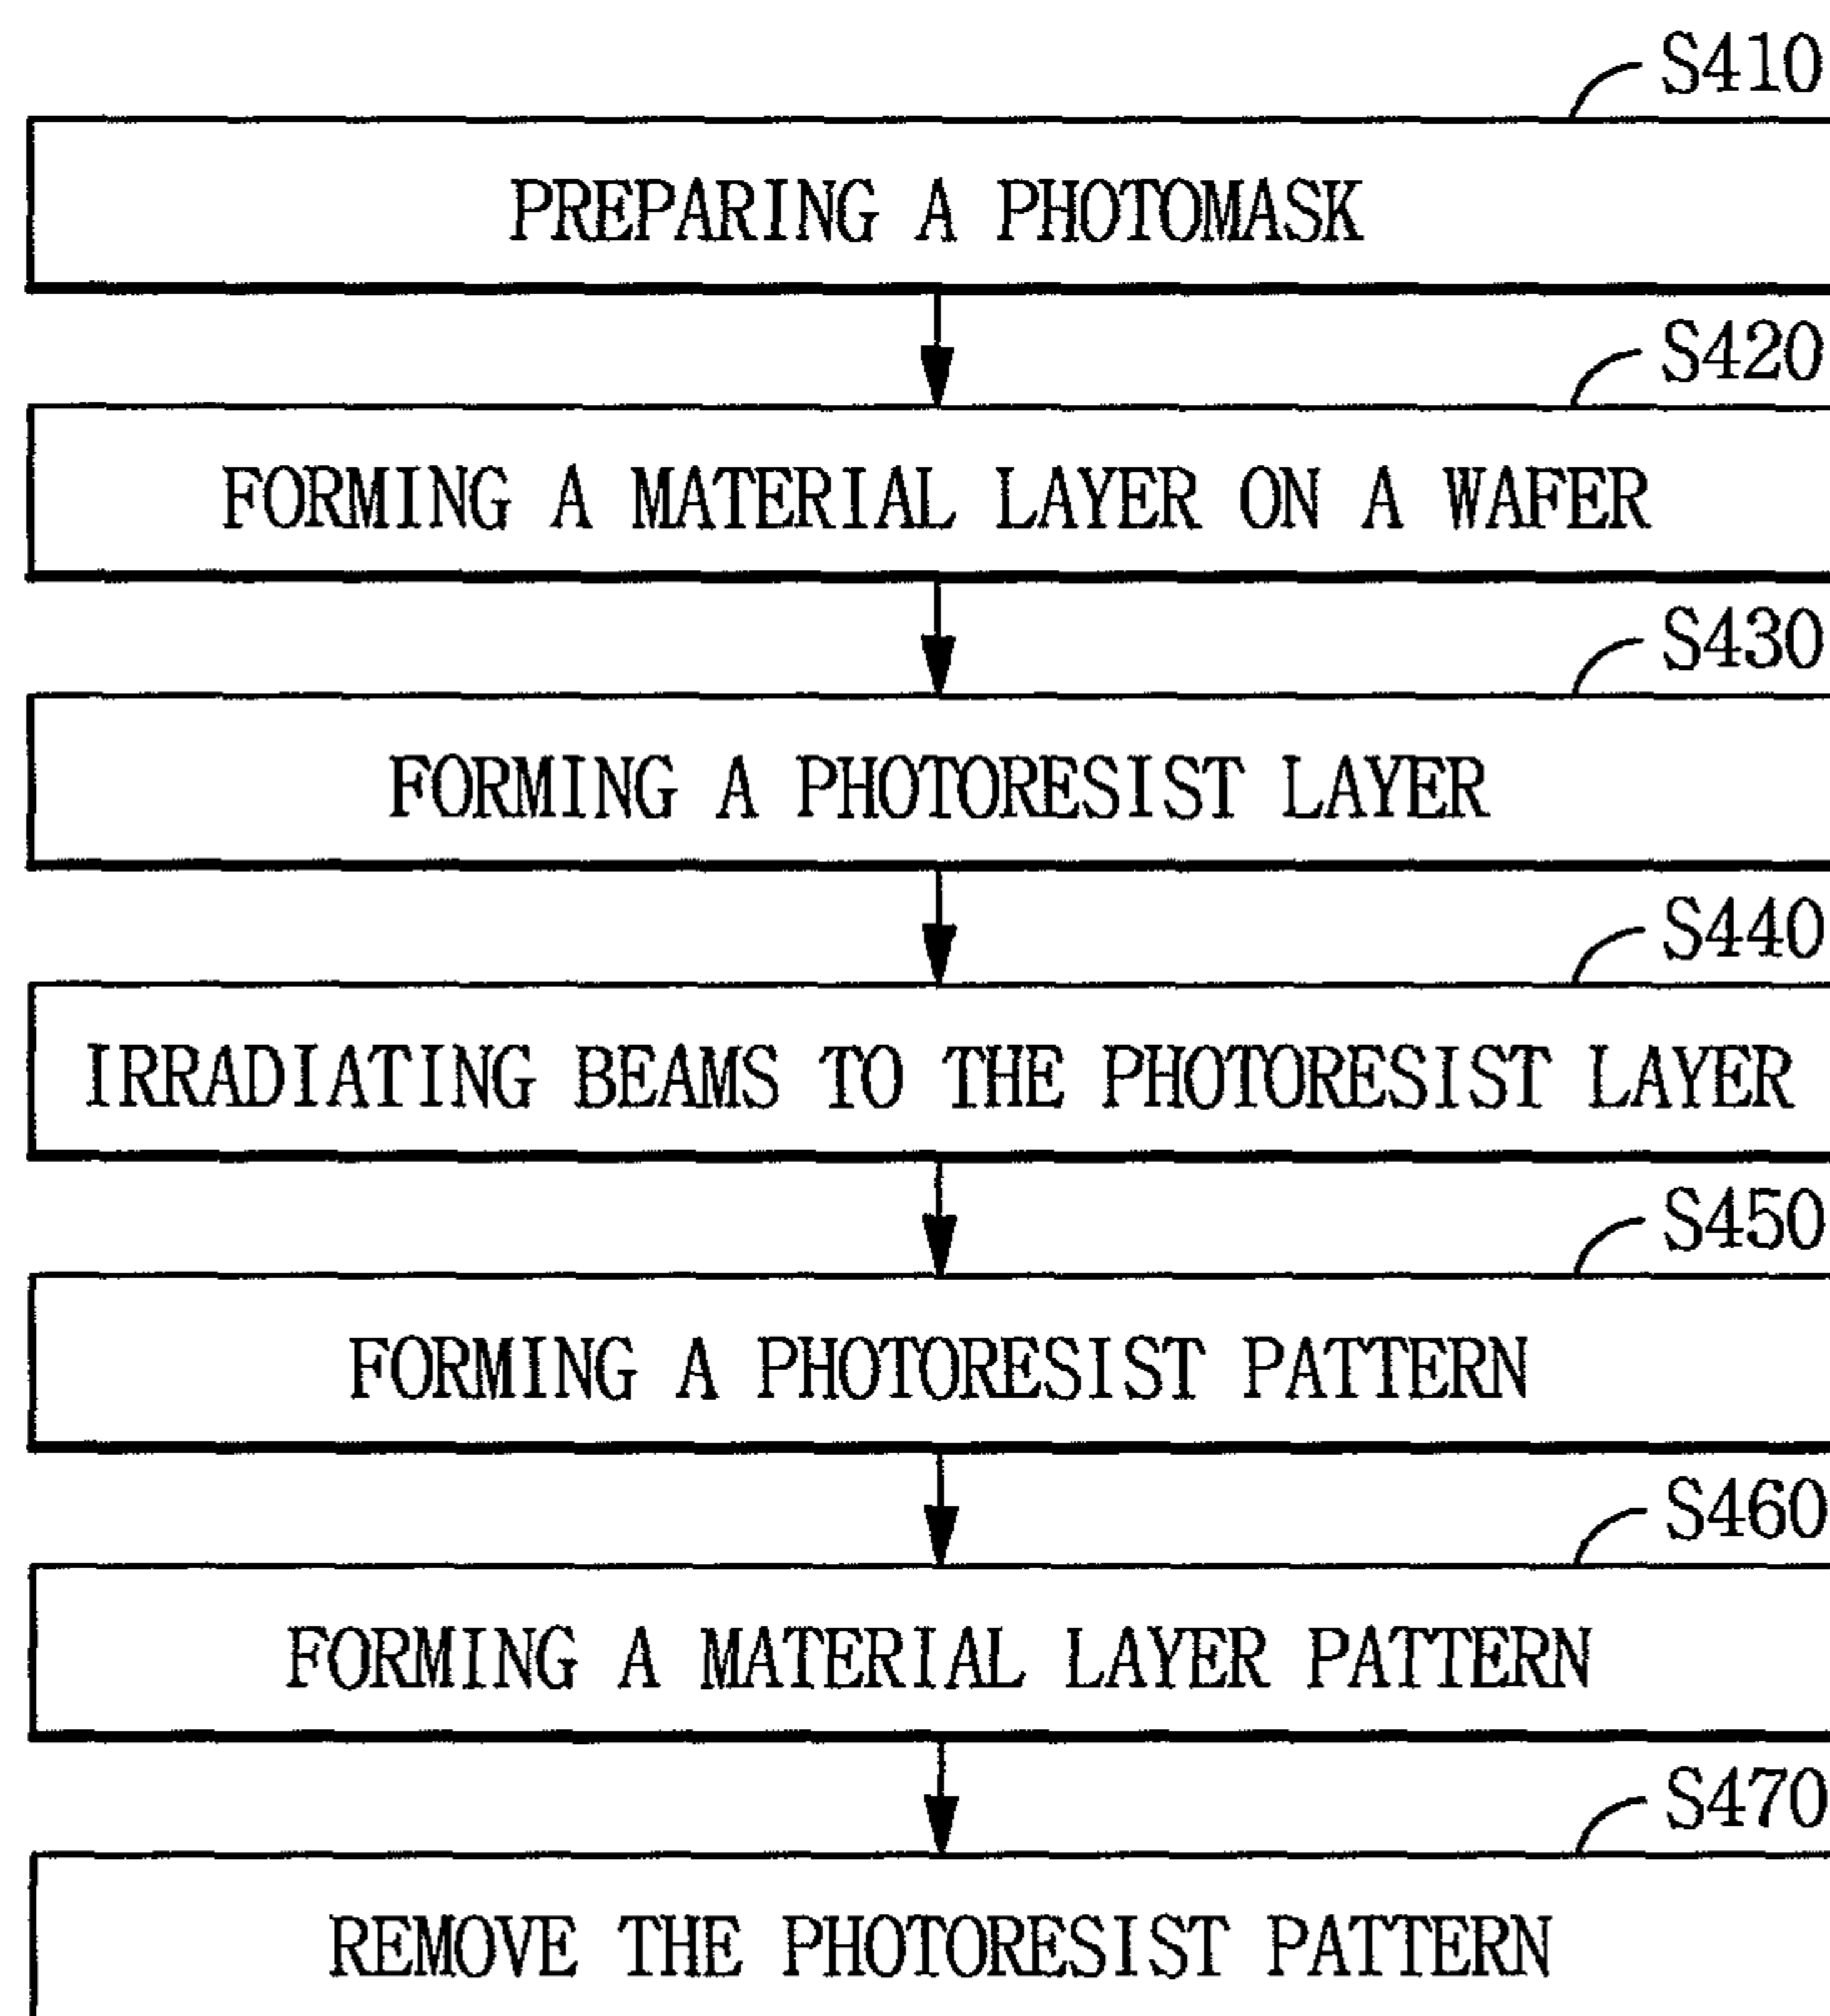 S410
PREPARING A PHOTOMASK
S420
FORMING A MATERIAL LAYER ON A WAFER
S430
FORMING A PHOTORESIST LAYER
S440
IRRADIATING BEAMS TO THE PHOTORESIST LAYER
S450
FORMING A PHOTORESIST PATTERN
S460
FORMING A MATERIAL LAYER PATTERN
S470
REMOVE THE PHOTORESIST PATTERN